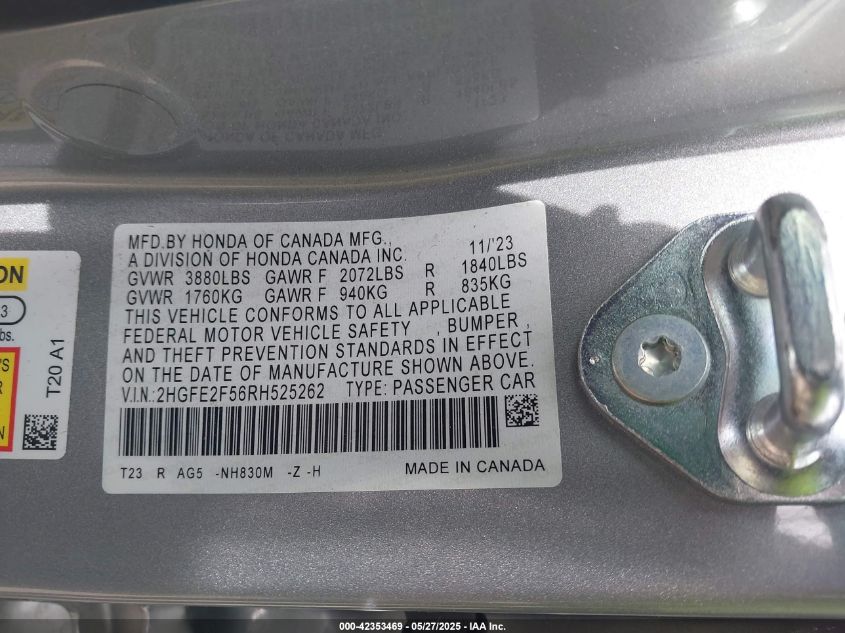 MFD.BY HONDA OF CANADA MFG.,
A DIVISION OF HONDA CANADA INC. 11/'23
GVWR 3880LBS GAWR F 2072LBS R 1840LBS
GVWR 1760KG GAWR F 940KG R 835KG
THIS VEHICLE CONFORMS TO ALL APPLICABLE
FEDERAL MOTOR VEHICLE SAFETY , BUMPER ,
AND THEFT PREVENTION STANDARDS IN EFFECT
ON THE DATE OF MANUFACTURE SHOWN ABOVE.
V.I.N.: 2HGFE2F56RH525262 TYPE: PASSENGER CAR
T23 R AG5 -NH830M -Z -H MADE IN CANADA
ON
3
bs.
'S
R
N
T20 A1
000-42353469 — 05/27/2025 - IAA Inc.